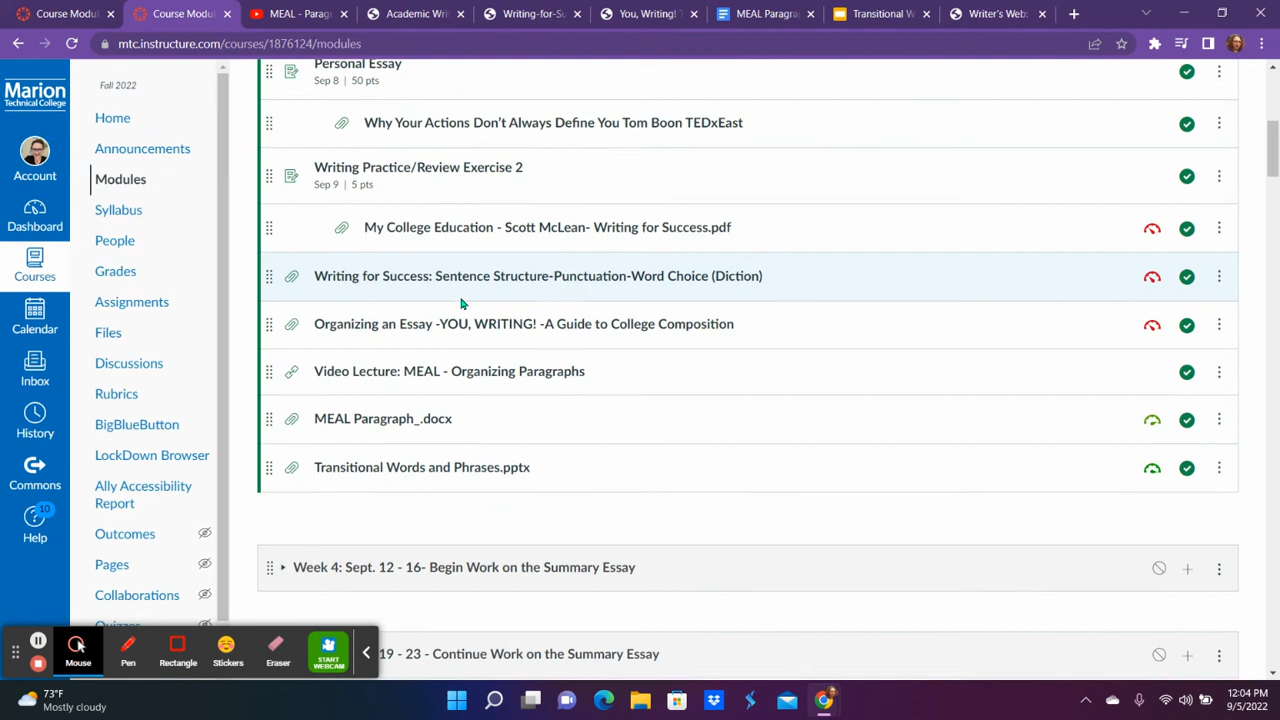 Course Modul
Course Modul
MEAL - Paragr
Academic Wri
Writing-for-Su
You, Writing! T
MEAL Paragra
Transitional W
Writer's Web:
mtc.instructure.com/courses/1876124/modules
Marion
Technical College
Account
Dashboard
Courses
Calendar
Inbox
History
Commons
10
Help
Fall 2022
Home
Announcements
Modules
Syllabus
People
Grades
Assignments
Files
Discussions
Rubrics
BigBlueButton
LockDown Browser
Ally Accessibility
Report
Outcomes
Pages
Collaborations
Quizzes
Personal Essay
Sep 8 | 50 pts
Why Your Actions Don't Always Define You Tom Boon TEDxEast
Writing Practice/Review Exercise 2
Sep 9 | 5 pts
My College Education - Scott McLean- Writing for Success.pdf
Writing for Success: Sentence Structure-Punctuation-Word Choice (Diction)
Organizing an Essay -YOU, WRITING! -A Guide to College Composition
Video Lecture: MEAL - Organizing Paragraphs
MEAL Paragraph_.docx
Transitional Words and Phrases.pptx
Week 4: Sept. 12 - 16- Begin Work on the Summary Essay
19 - 23 - Continue Work on the Summary Essay
Mouse
Pen
Rectangle
Stickers
Eraser
START
WEBCAM
73°F
Mostly cloudy
12:04 PM
9/5/2022